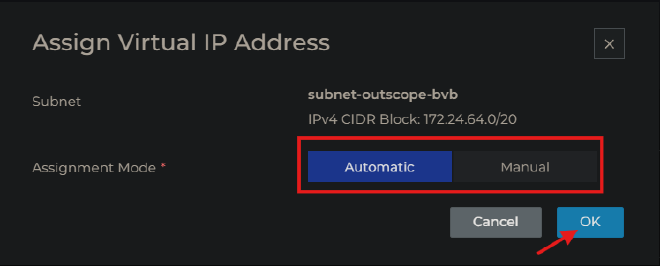 Assign Virtual IP Address
Subnet
subnet-outscope-bvb
IPv4 CIDR Block: 172.24.64.0/20
Assignment Mode *
Automatic
Manual
Cancel
OK